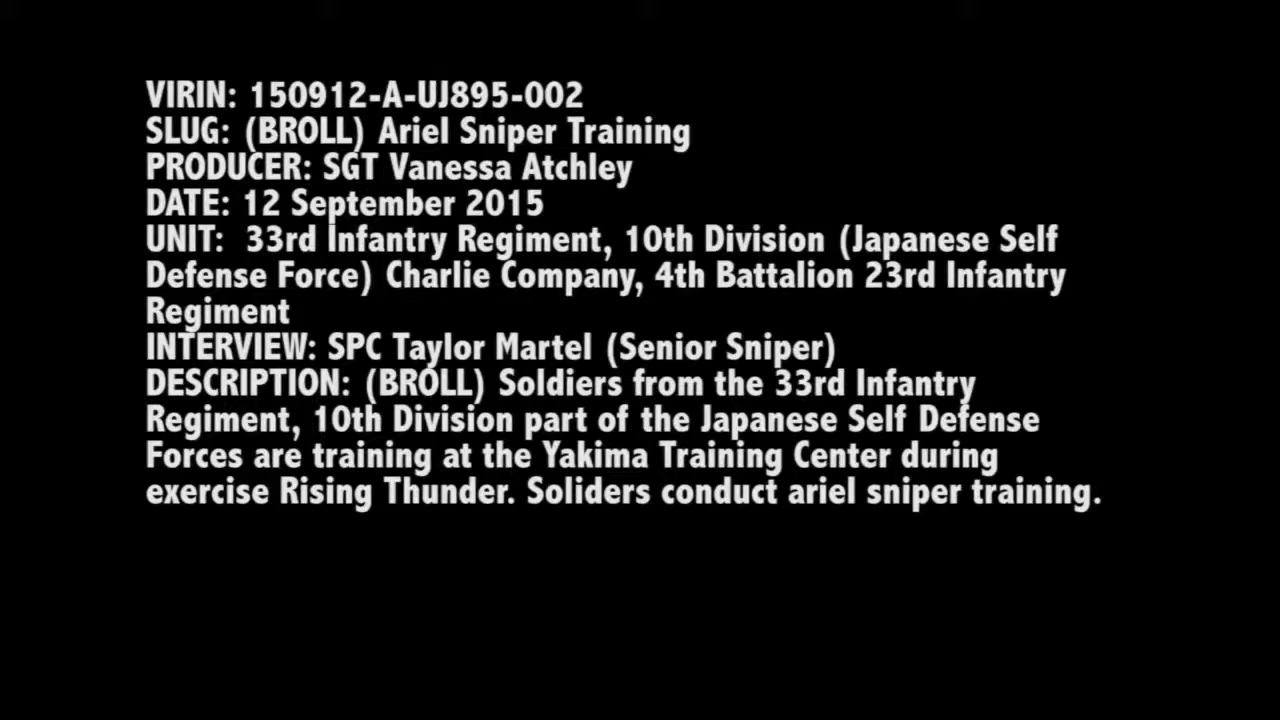 VIRIN: 150912-A-UJ895-002
SLUG: (BROLL) Ariel Sniper Training
PRODUCER: SGT Vanessa Atchley
DATE: 12 September 2015
UNIT:  33rd Infantry Regiment, 10th Division (Japanese Self
Defense Force) Charlie Company, 4th Battalion 23rd Infantry
Regiment
INTERVIEW: SPC Taylor Martel (Senior Sniper)
DESCRIPTION: (BROLL) Soldiers from the 33rd Infantry
Regiment, 10th Division part of the Japanese Self Defense
Forces are training at the Yakima Training Center during
exercise Rising Thunder. Soliders conduct ariel sniper training.